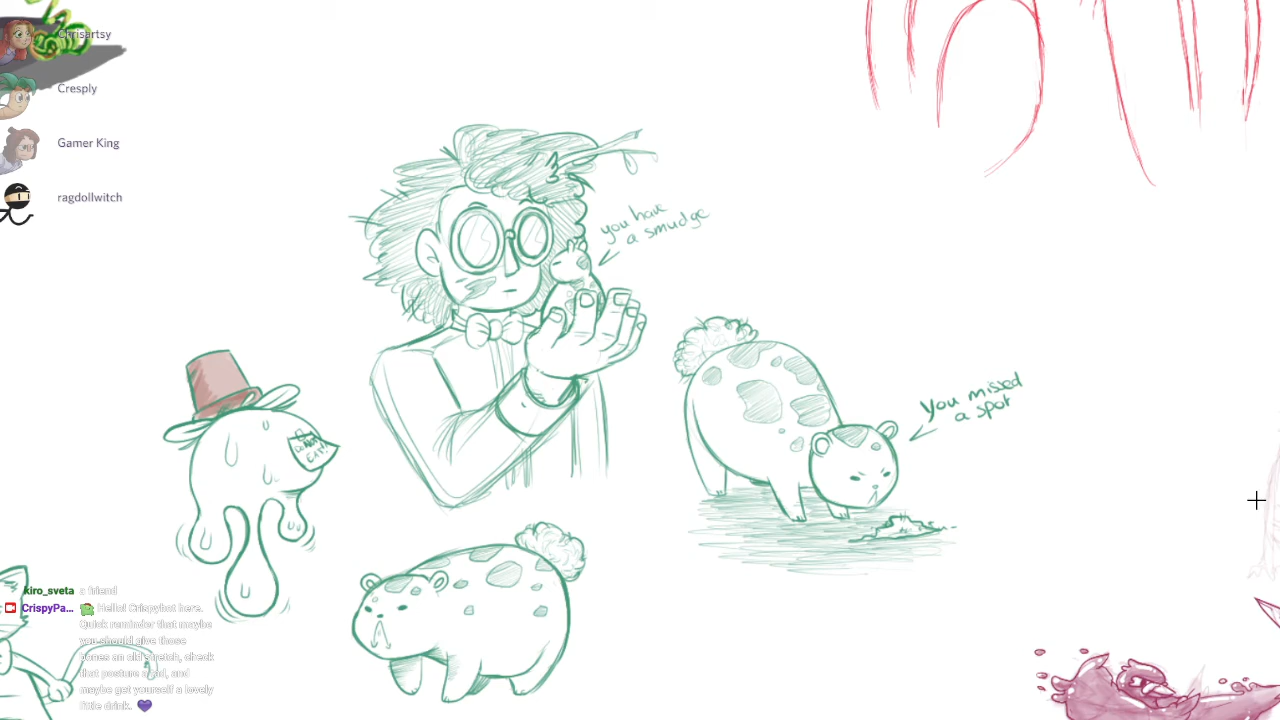 Chrisartsy
Cresply
Gamer King
ragdollwitch
you have
a smudge
You missed
a spot
kiro_sveta a friend
CrispyPa... Hello! Crispybot here.
Quick reminder that maybe
you should give those
bones an old stretch, check
that posture n all, and
maybe get yourself a lovely
little drink.